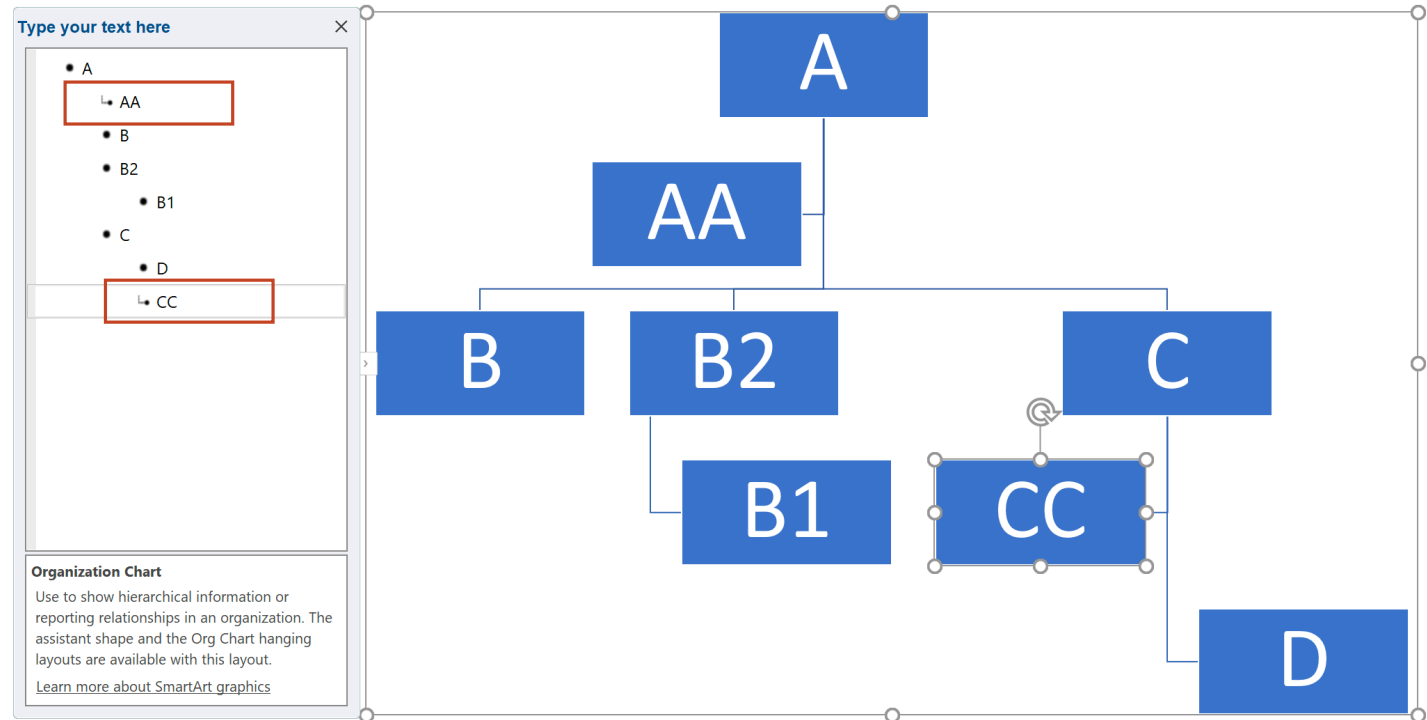 Type your text here
A
AA
B
B2
B1
C
D
CC
Organization Chart
Use to show hierarchical information or
reporting relationships in an organization. The
assistant shape and the Org Chart hanging
layouts are available with this layout.
Learn more about SmartArt graphics
A
AA
B
B2
C
B1
CC
D